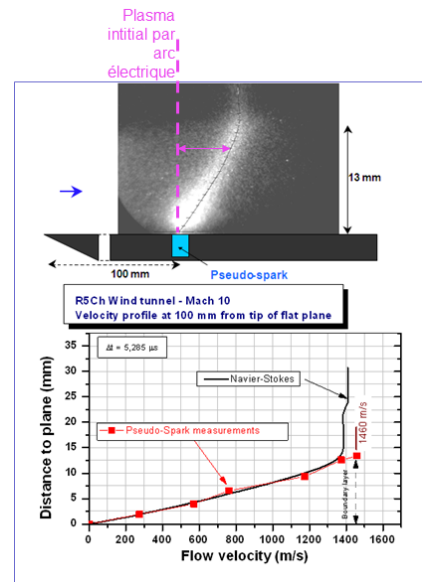 Plasma
intitial par
arc
électrique
13 mm
100 mm
Pseudo-spark
R5Ch Wind tunnel - Mach 10
Velocity profile at 100 mm from tip of flat plane
Δt = 5,285 µs
Navier-Stokes
Pseudo-Spark measurements
1460 m/s
Boundary layer
Distance to plane (mm)
35
30
25
20
15
10
5
0
0 200 400 600 800 1000 1200 1400 1600
Flow velocity (m/s)